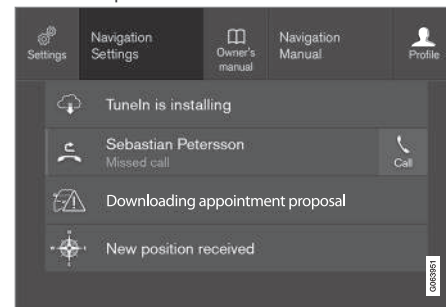 Settings
Navigation
Settings
Owner's
manual
Navigation
Manual
Profile
TuneIn is installing
Sebastian Petersson
Missed call
Call
Downloading appointment proposal
New position received
G063951